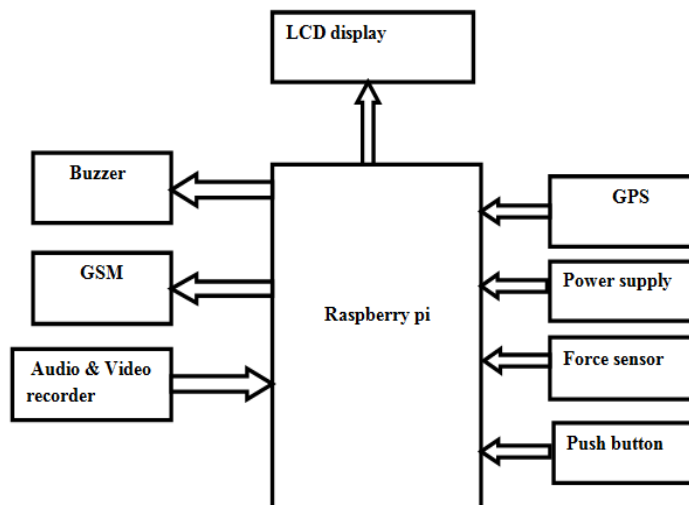 LCD display
Buzzer
GPS
GSM
Power supply
Raspberry pi
Audio & Video
recorder
Force sensor
Push button